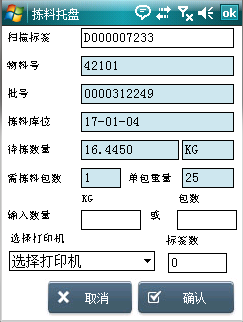 拣料托盘 ok
扫描标签 D000007233
物料号 42101
批号 0000312249
拣料库位 17-01-04
待拣数量 16.4450 KG
需拣料包数 1 单包重量 25
KG 包数
输入数量 或
选择打印机 标签数
选择打印机 0
取消 确认